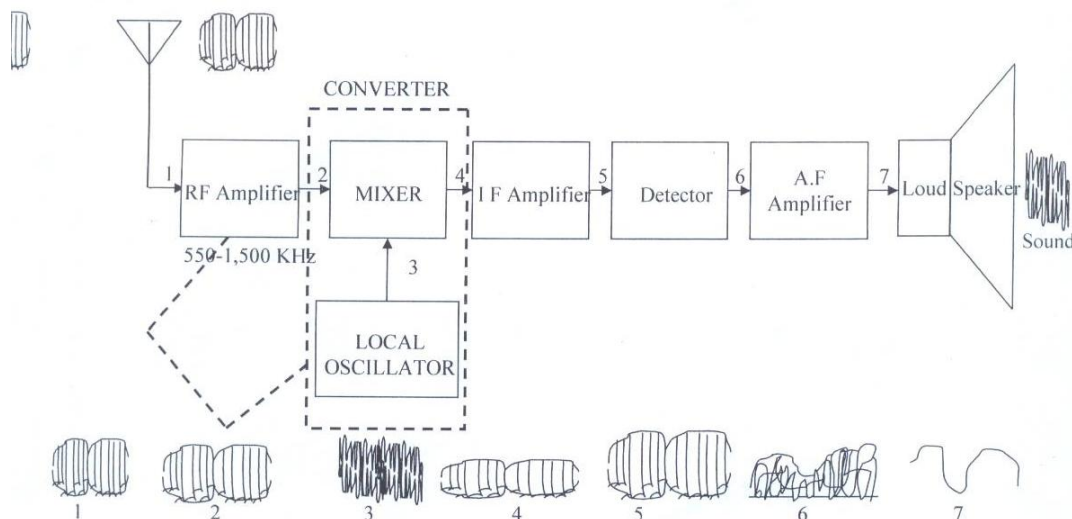 CONVERTER
1
RF Amplifier
2
MIXER
4
I F Amplifier
5
Detector
6
A.F
Amplifier
7
Loud Speaker
550-1,500 KHz
3
Sound
LOCAL
OSCILLATOR
1
2
3
4
5
6
7